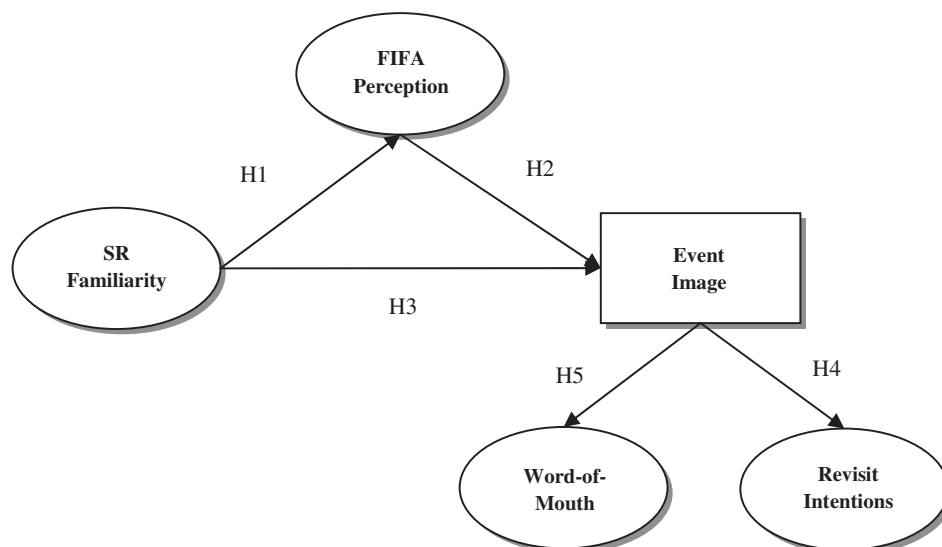 FIFA
Perception
H1
H2
SR
Familiarity
Event
Image
H3
H5
H4
Word-of-
Mouth
Revisit
Intentions